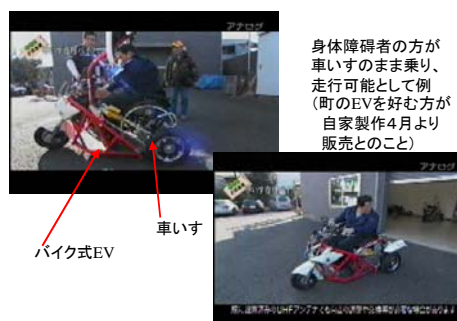 アナログ
身体障碍者の方が
車いすのまま乗り、
走行可能として例
(町のEVを好む方が
自家製作4月より
販売とのこと)
車いす
バイク式EV
アナログ